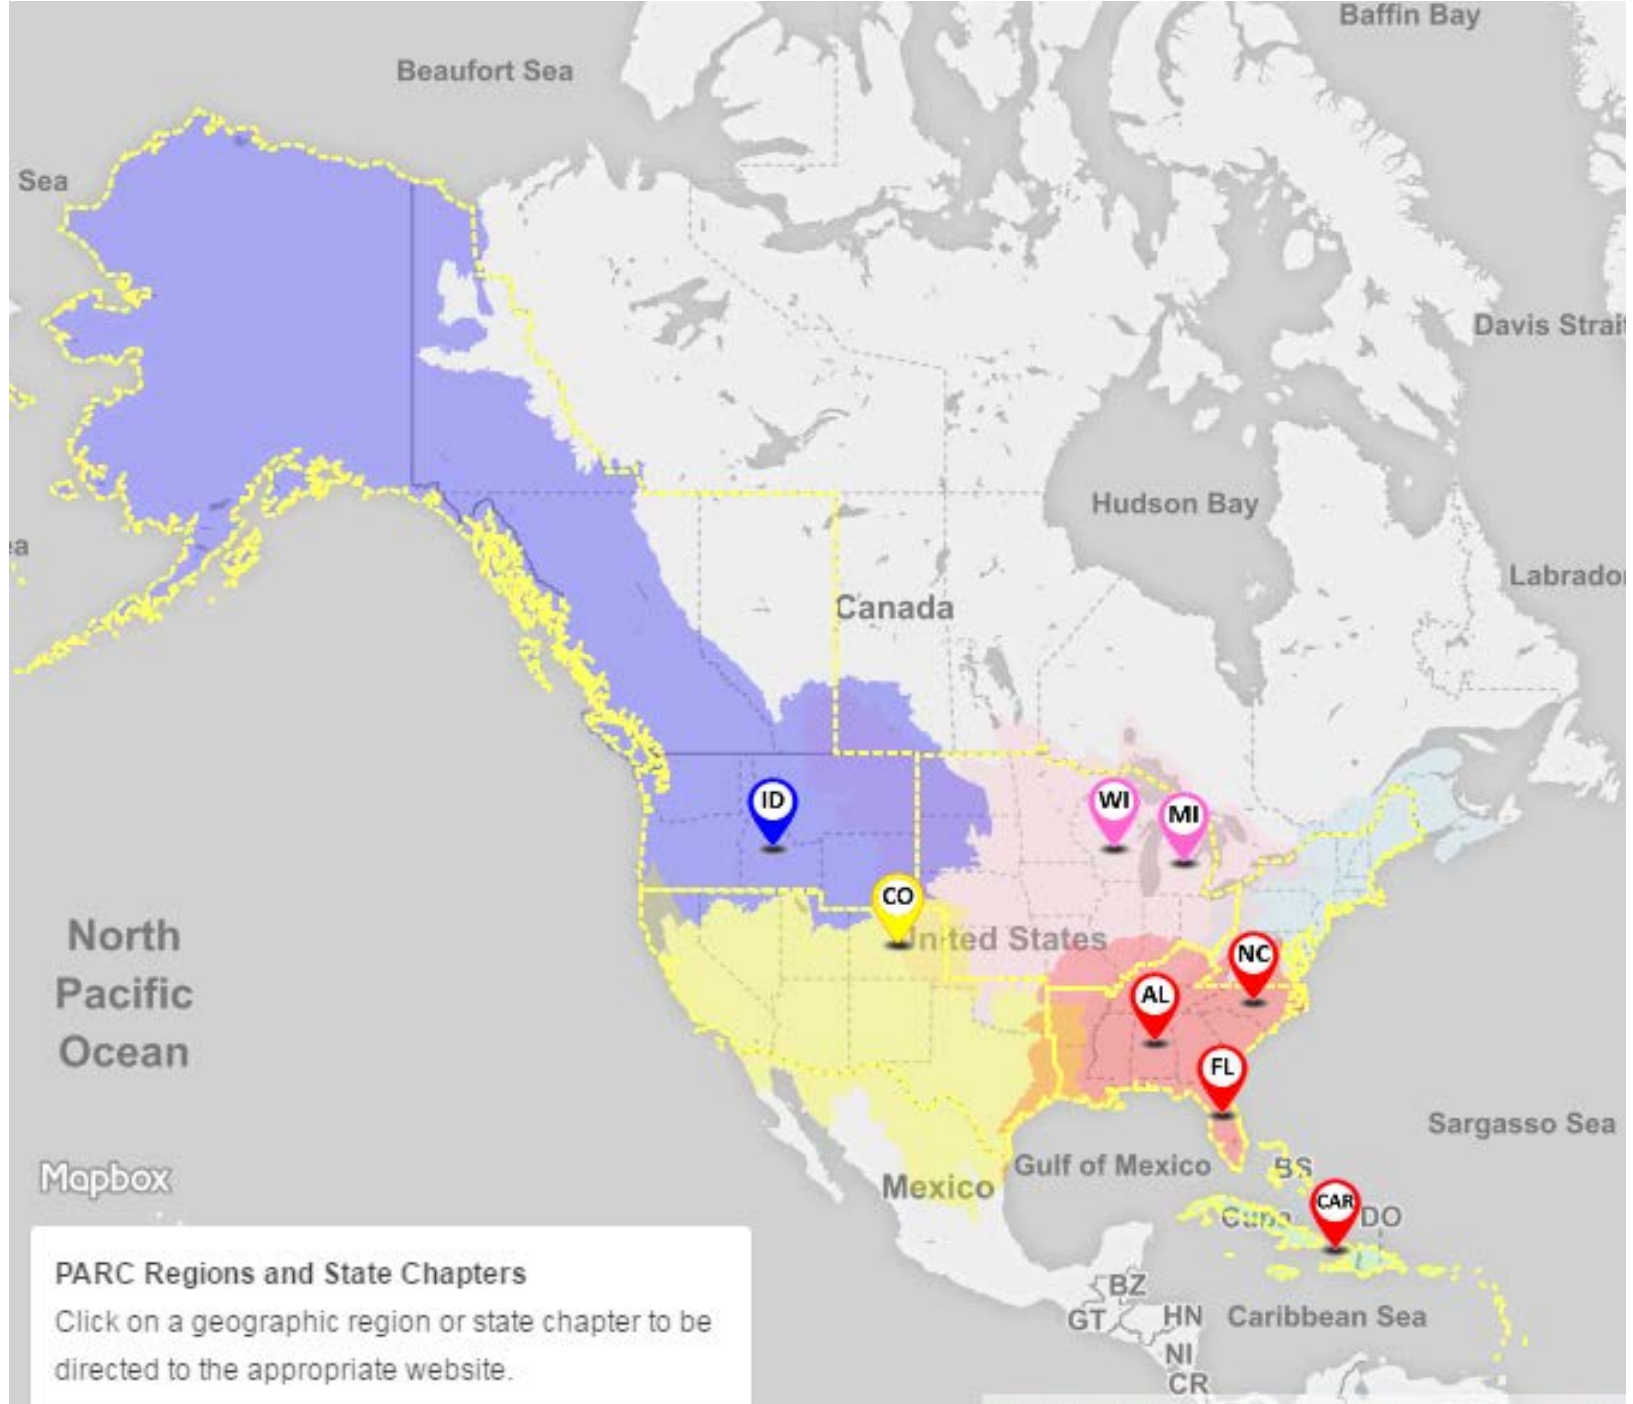 Baffin Bay
Beaufort Sea
Sea
Davis Strait
Hudson Bay
Labrador
Canada
ID
WI
MI
CO
United States
North
Pacific
Ocean
NC
AL
FL
Sargasso Sea
Gulf of Mexico
BS
Mexico
Mapbox
CAR
Cuba
DO
BZ
GT
HN
Caribbean Sea
NI
CR
PARC Regions and State Chapters
Click on a geographic region or state chapter to be
directed to the appropriate website.